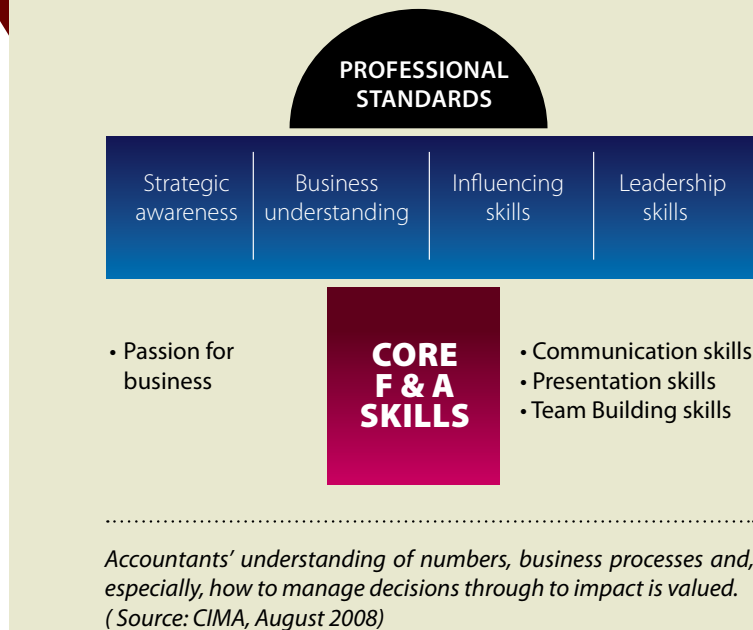 PROFESSIONAL
STANDARDS
Strategic
awareness
Business
understanding
Influencing
skills
Leadership
skills
• Passion for
business
CORE
F & A
SKILLS
• Communication skills
• Presentation skills
• Team Building skills
Accountants’ understanding of numbers, business processes and,
especially, how to manage decisions through to impact is valued.
( Source: CIMA, August 2008)